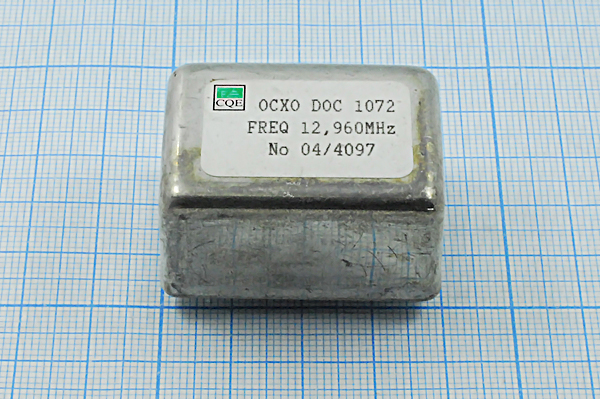 CQE OCXO DOC 1072
FREQ 12,960MHz
No 04/4097